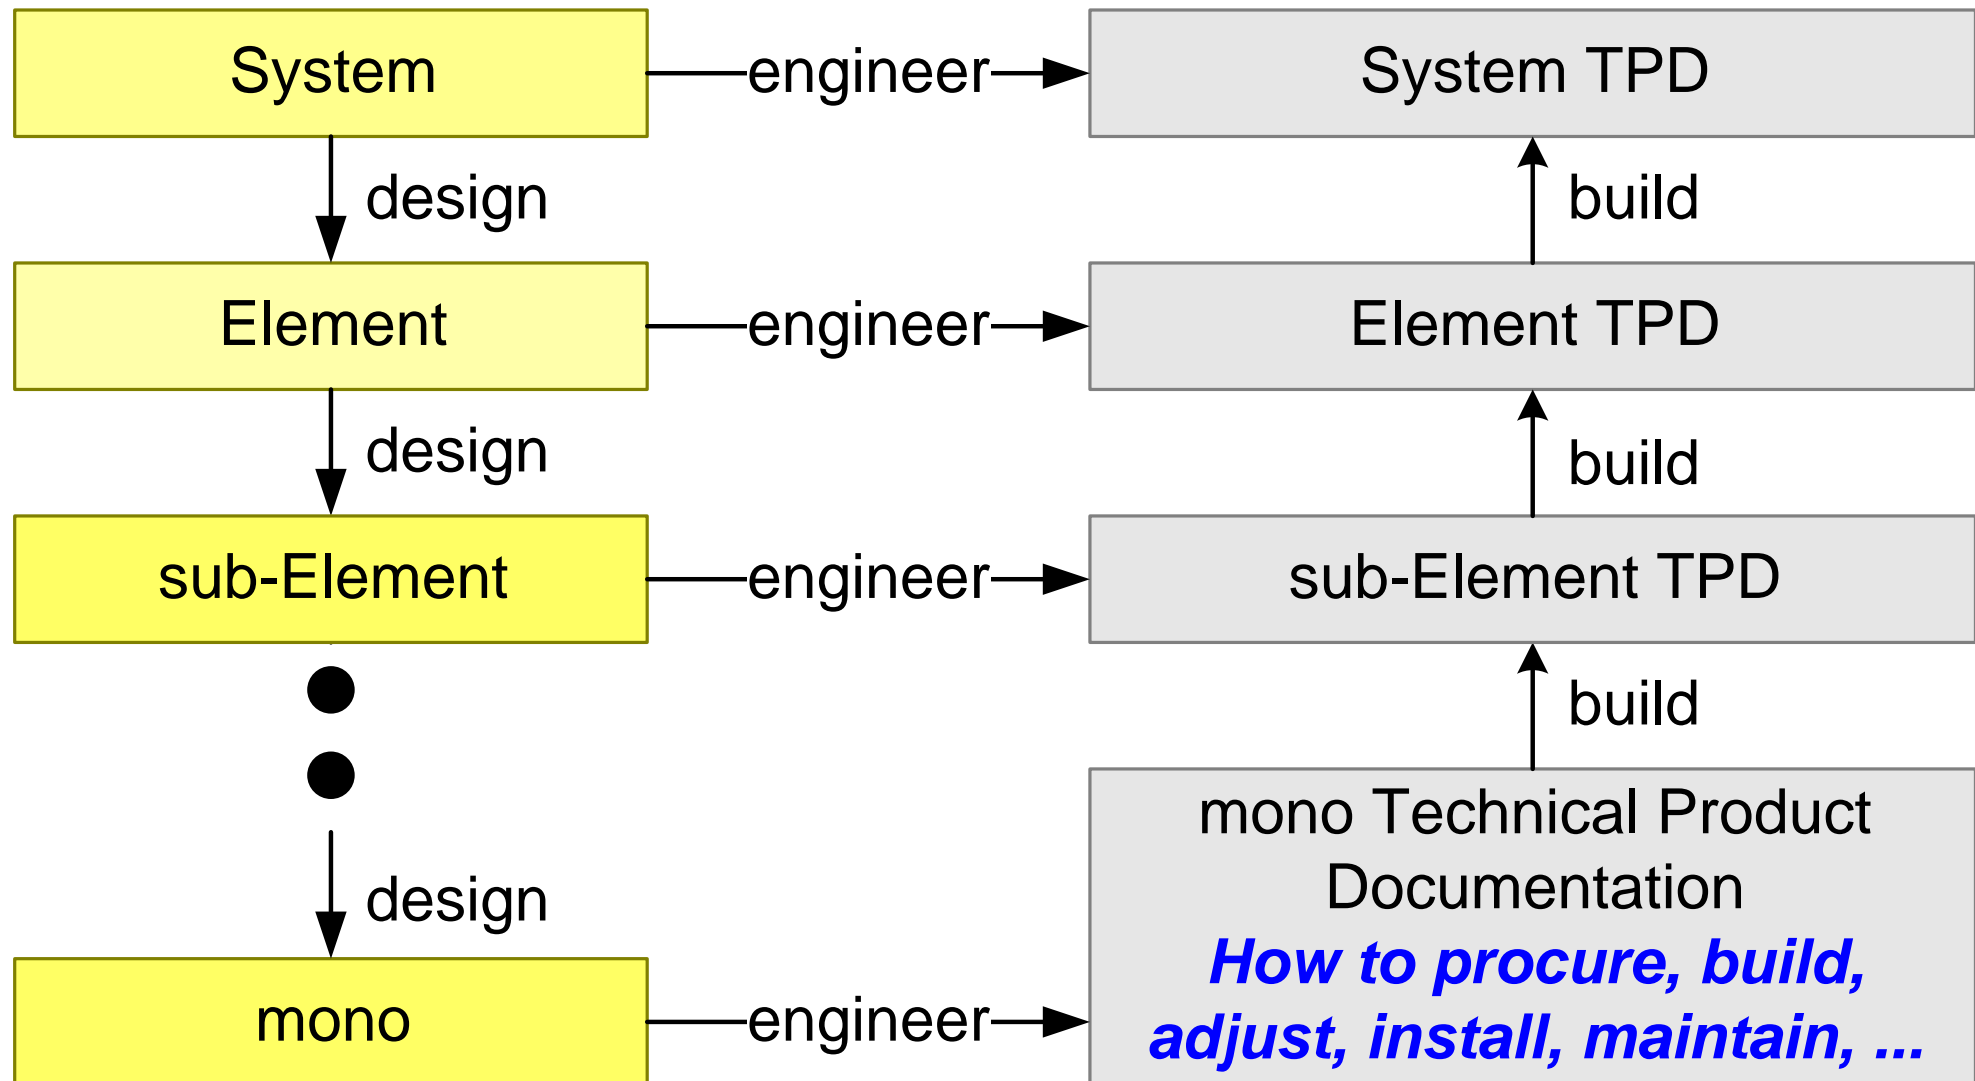 System
engineer
System TPD
design
build
Element
engineer
Element TPD
design
build
sub-Element
engineer
sub-Element TPD
build
design
mono
engineer
mono Technical Product
Documentation
How to procure, build,
adjust, install, maintain, ...